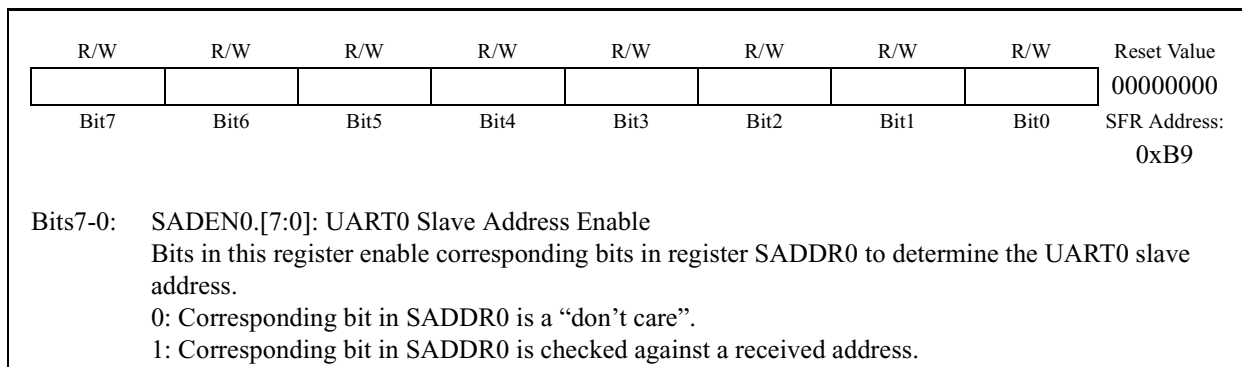 R/W R/W R/W R/W R/W R/W R/W R/W Reset Value
00000000
Bit7 Bit6 Bit5 Bit4 Bit3 Bit2 Bit1 Bit0 SFR Address:
0xB9
Bits7-0: SADEN0.[7:0]: UART0 Slave Address Enable
Bits in this register enable corresponding bits in register SADDR0 to determine the UART0 slave
address.
0: Corresponding bit in SADDR0 is a “don’t care”.
1: Corresponding bit in SADDR0 is checked against a received address.